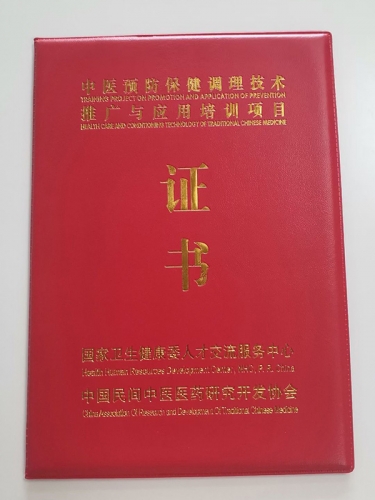 中医预防保健调理技术
TRAINING PROJECT ON PROMOTION AND APPLICATION OF PREVENTION
推广与应用培训项目
HEALTH CARE AND CONDITIONING TECHNOLOGY OF TRADITIONAL CHINESE MEDICINE
证
书
国家卫生健康委人才交流服务中心
Health Human Resources Development Center, NHC, P. R. China
中国民间中医医药研究开发协会
China Association Of Research and Development Of Traditional Chinese Medicine